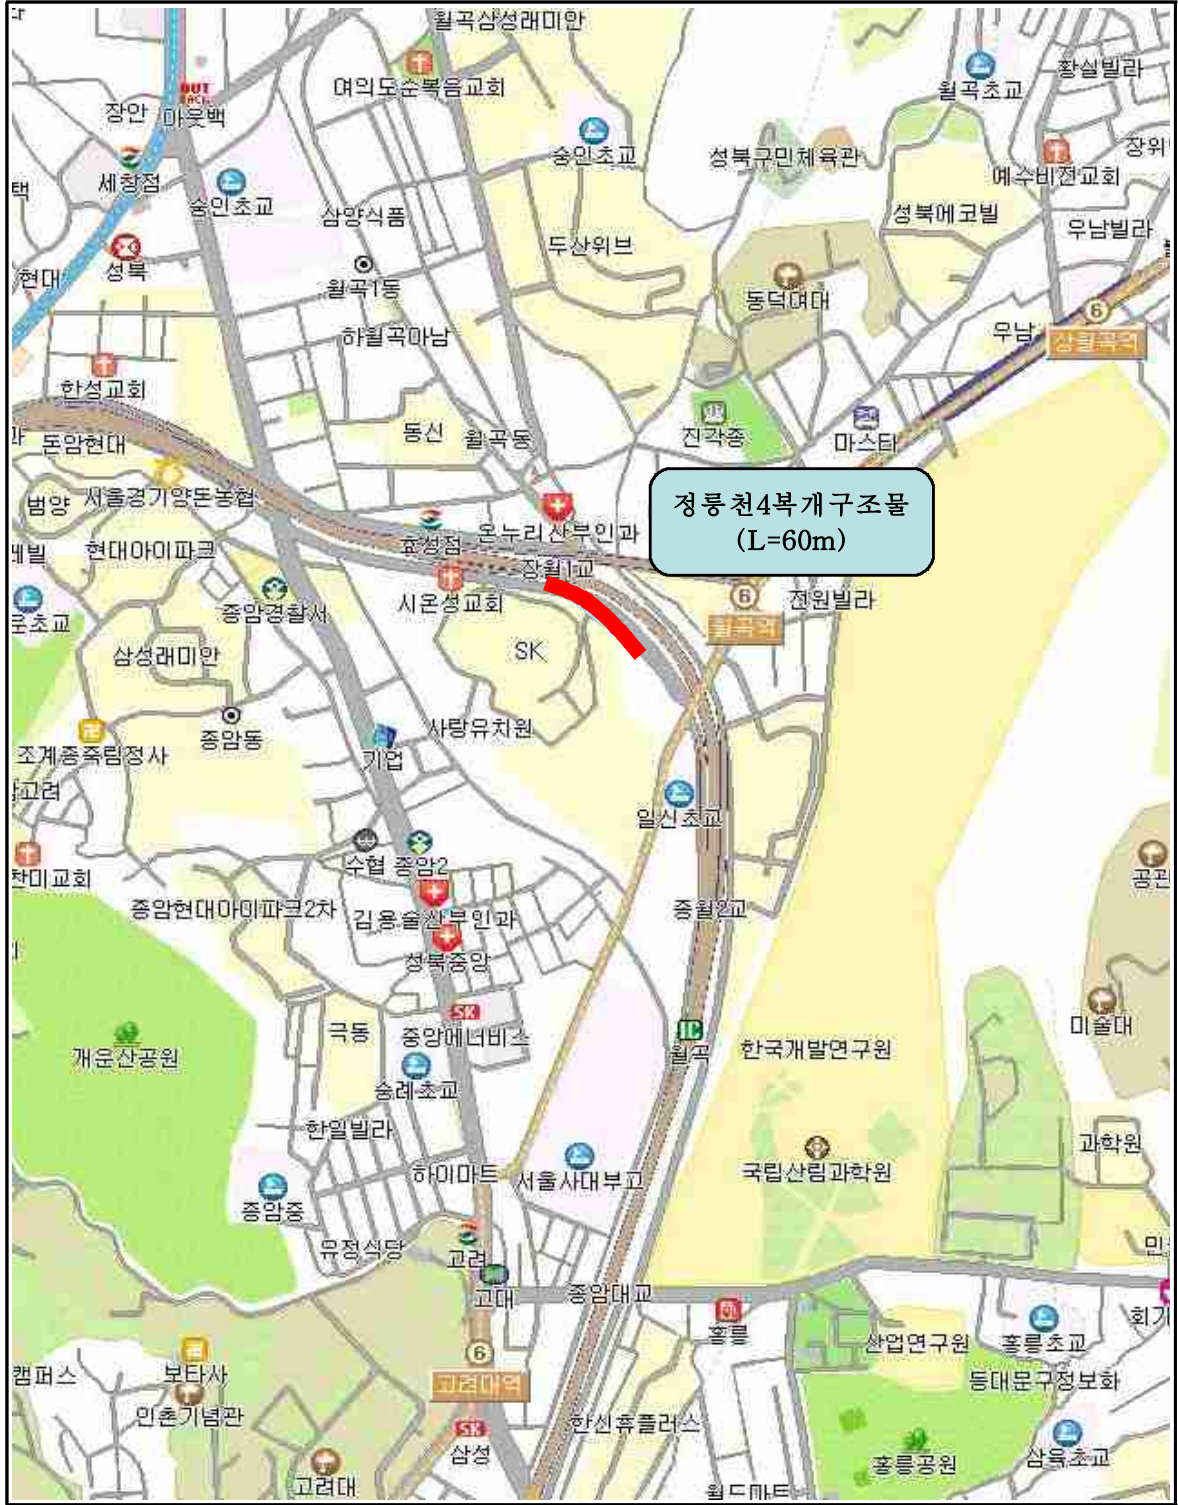 월곡삼성래미안
여의도순복음교회
황실빌라
월곡초교
장안
아웃백
숭인초교
성북구민체육관
장위
예수비전교회
세창점
숭인초교
삼양식품
성북에코빌
우남빌라
두산위브
성북
현대
월곡1동
동덕여대
6
상월곡역
우남
하월곡마남
한성교회
돈암현대
동신
월곡동
진각종
마스타
범양
서울경기양돈농협
정릉천4복개구조물
(L=60m)
온누리산부인과
효성점
현대아이파크
장월1교
시온성교회
종암경찰서
6
전원빌라
월곡역
삼성래미안
SK
종암동
사랑유치원
조계종죽림정사
기업
일신초교
수협
종암2
찬미교회
종암현대아이파크2차
김용술산부인과
종월2교
성북중앙
SK
극동
중앙에너비스
IC
월곡
한국개발연구원
미술대
개운산공원
숭례초교
한일빌라
과학원
하이마트
서울사대부고
국립산림과학원
종암중
유정식당
고려
고대
종암대교
홍릉
산업연구원
홍릉초교
6
고려대역
캠퍼스
보타사
인촌기념관
동대문구정보화
한신휴플러스
SK
삼성
홍릉공원
삼육초교
고려대
월드마트